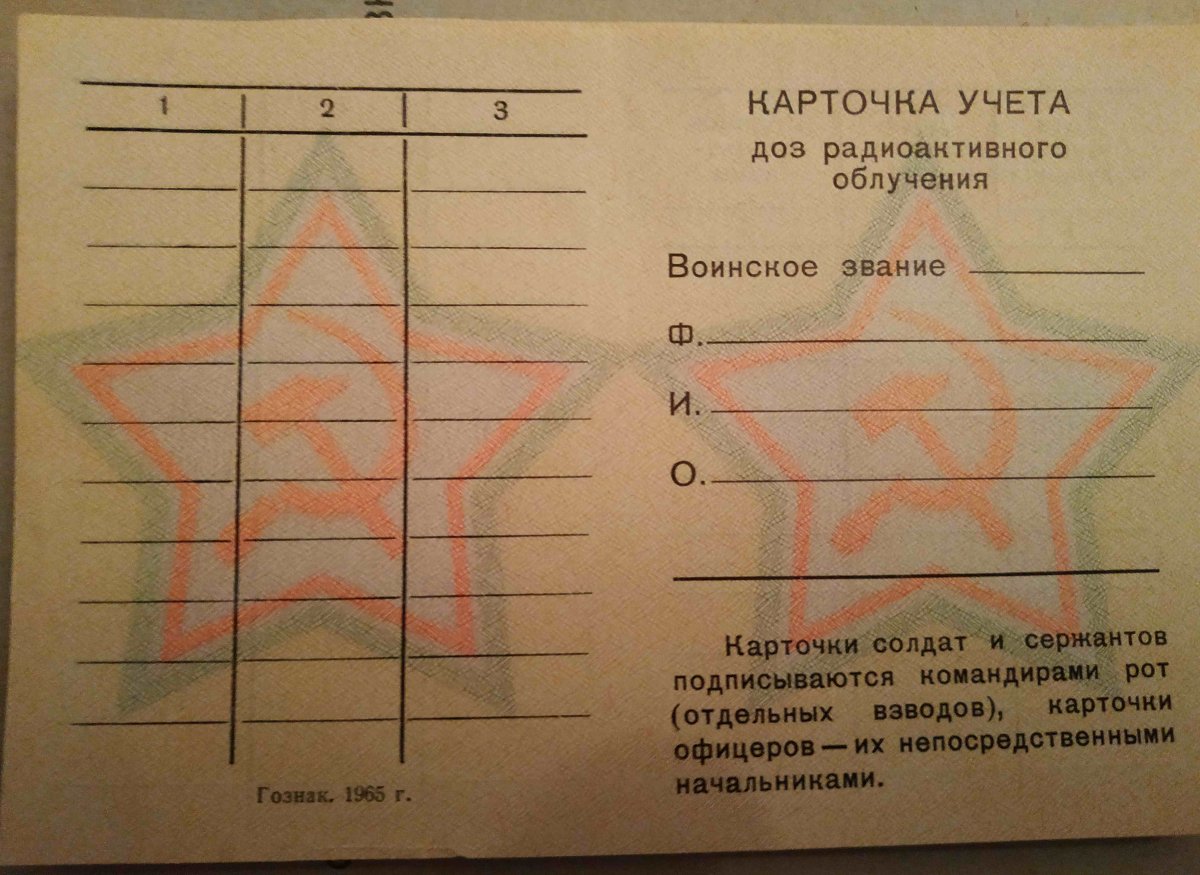 1 2 3
Гознак. 1965 г.
КАРТОЧКА УЧЕТА
доз радиоактивного
облучения
Воинское звание
Ф.
И.
О.
Карточки солдат и сержантов
подписываются командирами рот
(отдельных взводов), карточки
офицеров — их непосредственными
начальниками.